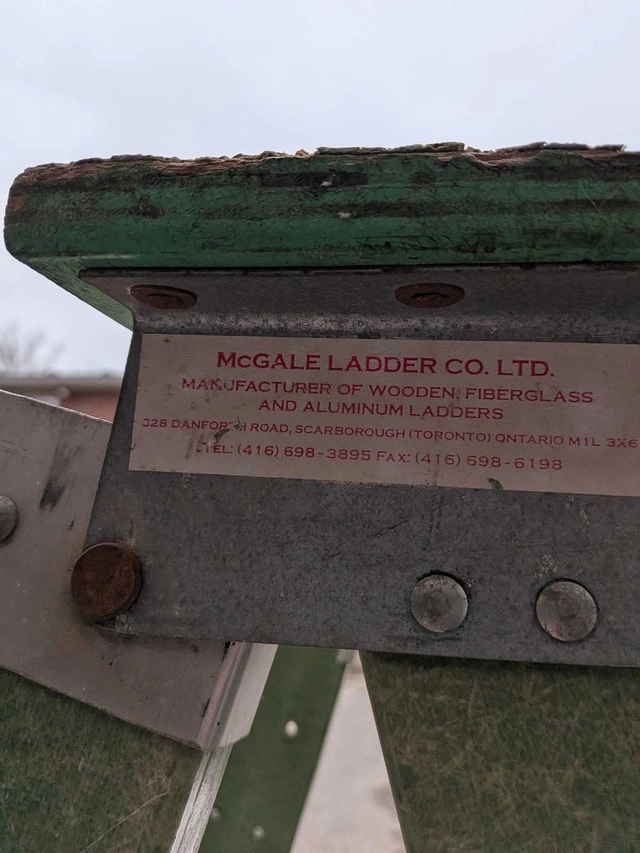 McGALE LADDER CO. LTD.
MANUFACTURER OF WOODEN, FIBERGLASS
AND ALUMINUM LADDERS
328 DANFORTH ROAD, SCARBOROUGH (TORONTO) ONTARIO M1L 3X6
TEL: (416) 698-3895 FAX: (416) 698-6198